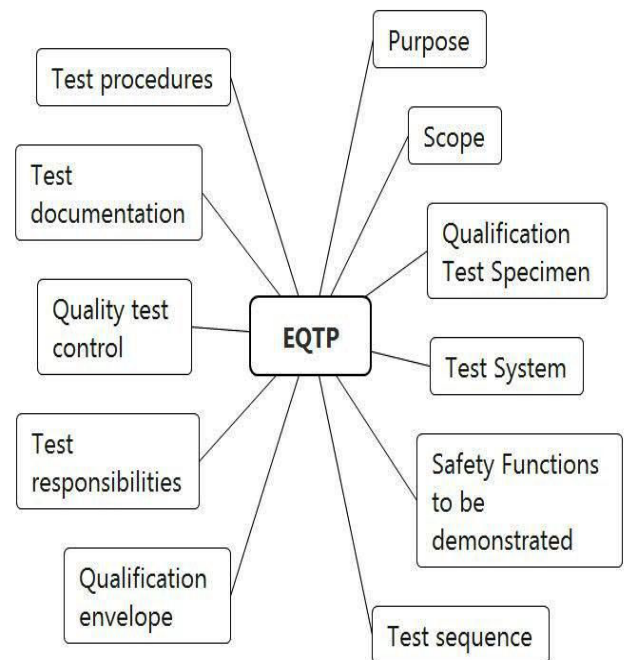 Purpose
Test procedures
Scope
Test
documentation
Qualification
Test Specimen
Quality test
control
EQTP
Test System
Test
responsibilities
Safety Functions
to be
demonstrated
Qualification
envelope
Test sequence